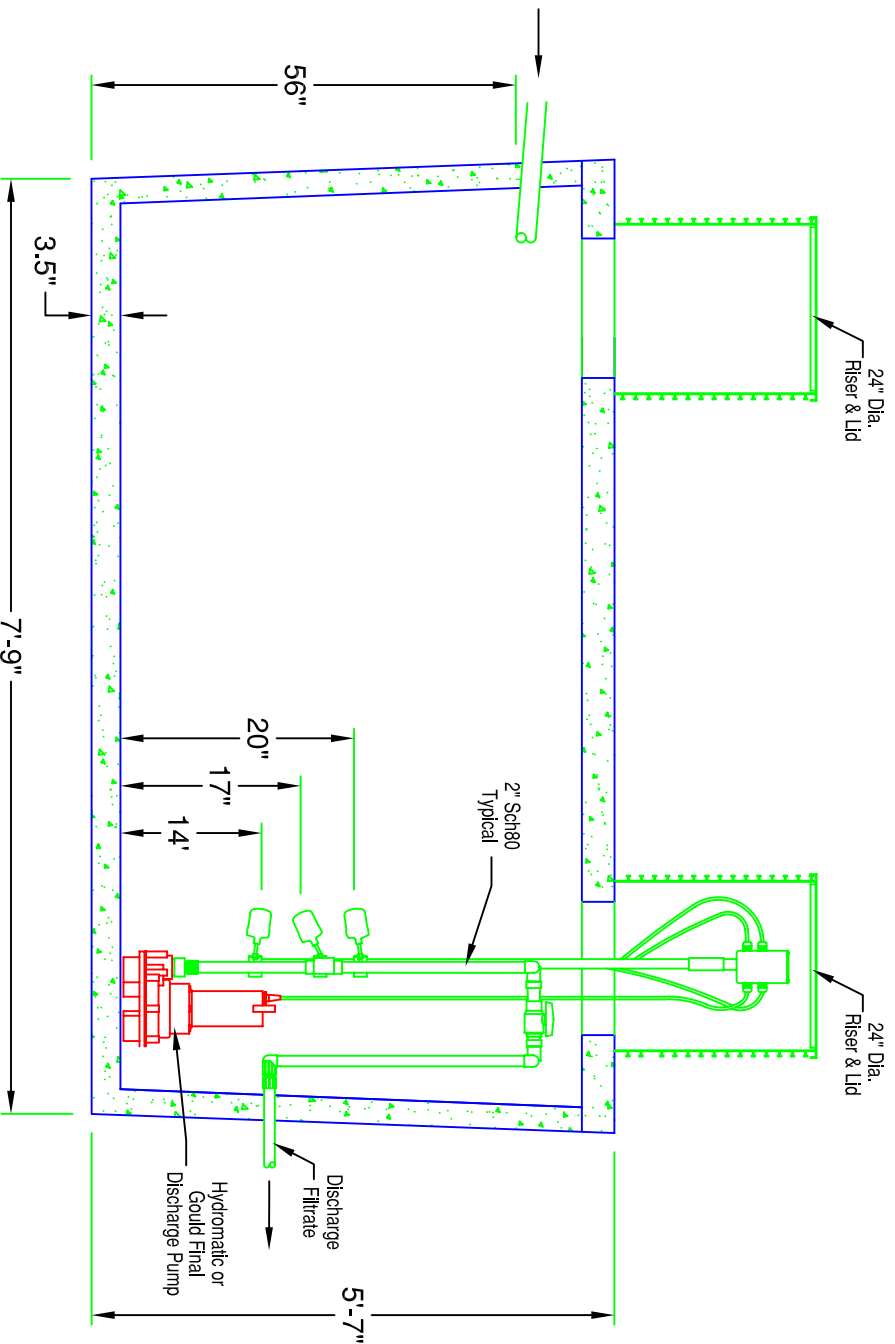 24" Dia.
Riser & Lid
24" Dia.
Riser & Lid
56"
3.5"
7'-9"
20"
17"
14'
2" Sch80
Typical
Discharge
Filtrate
Hydromatic or
Gould Final
Discharge Pump
5'-7"